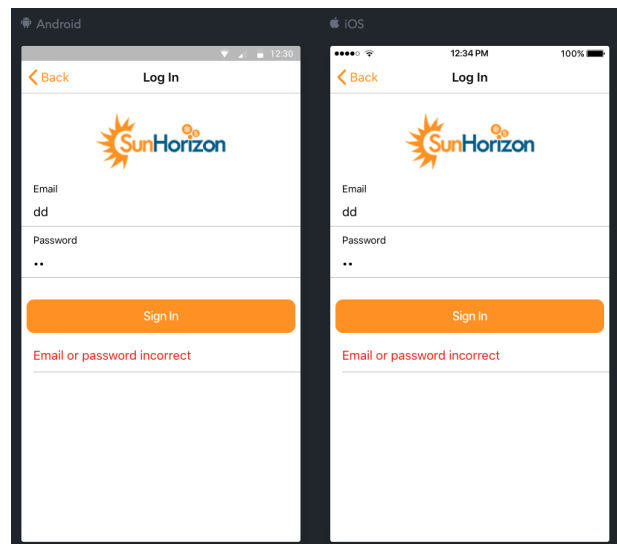 Android
12:30
Back
Log In
SunHorizon
Email
dd
Password
••
Sign In
Email or password incorrect
iOS
12:34 PM
100%
Back
Log In
SunHorizon
Email
dd
Password
••
Sign In
Email or password incorrect